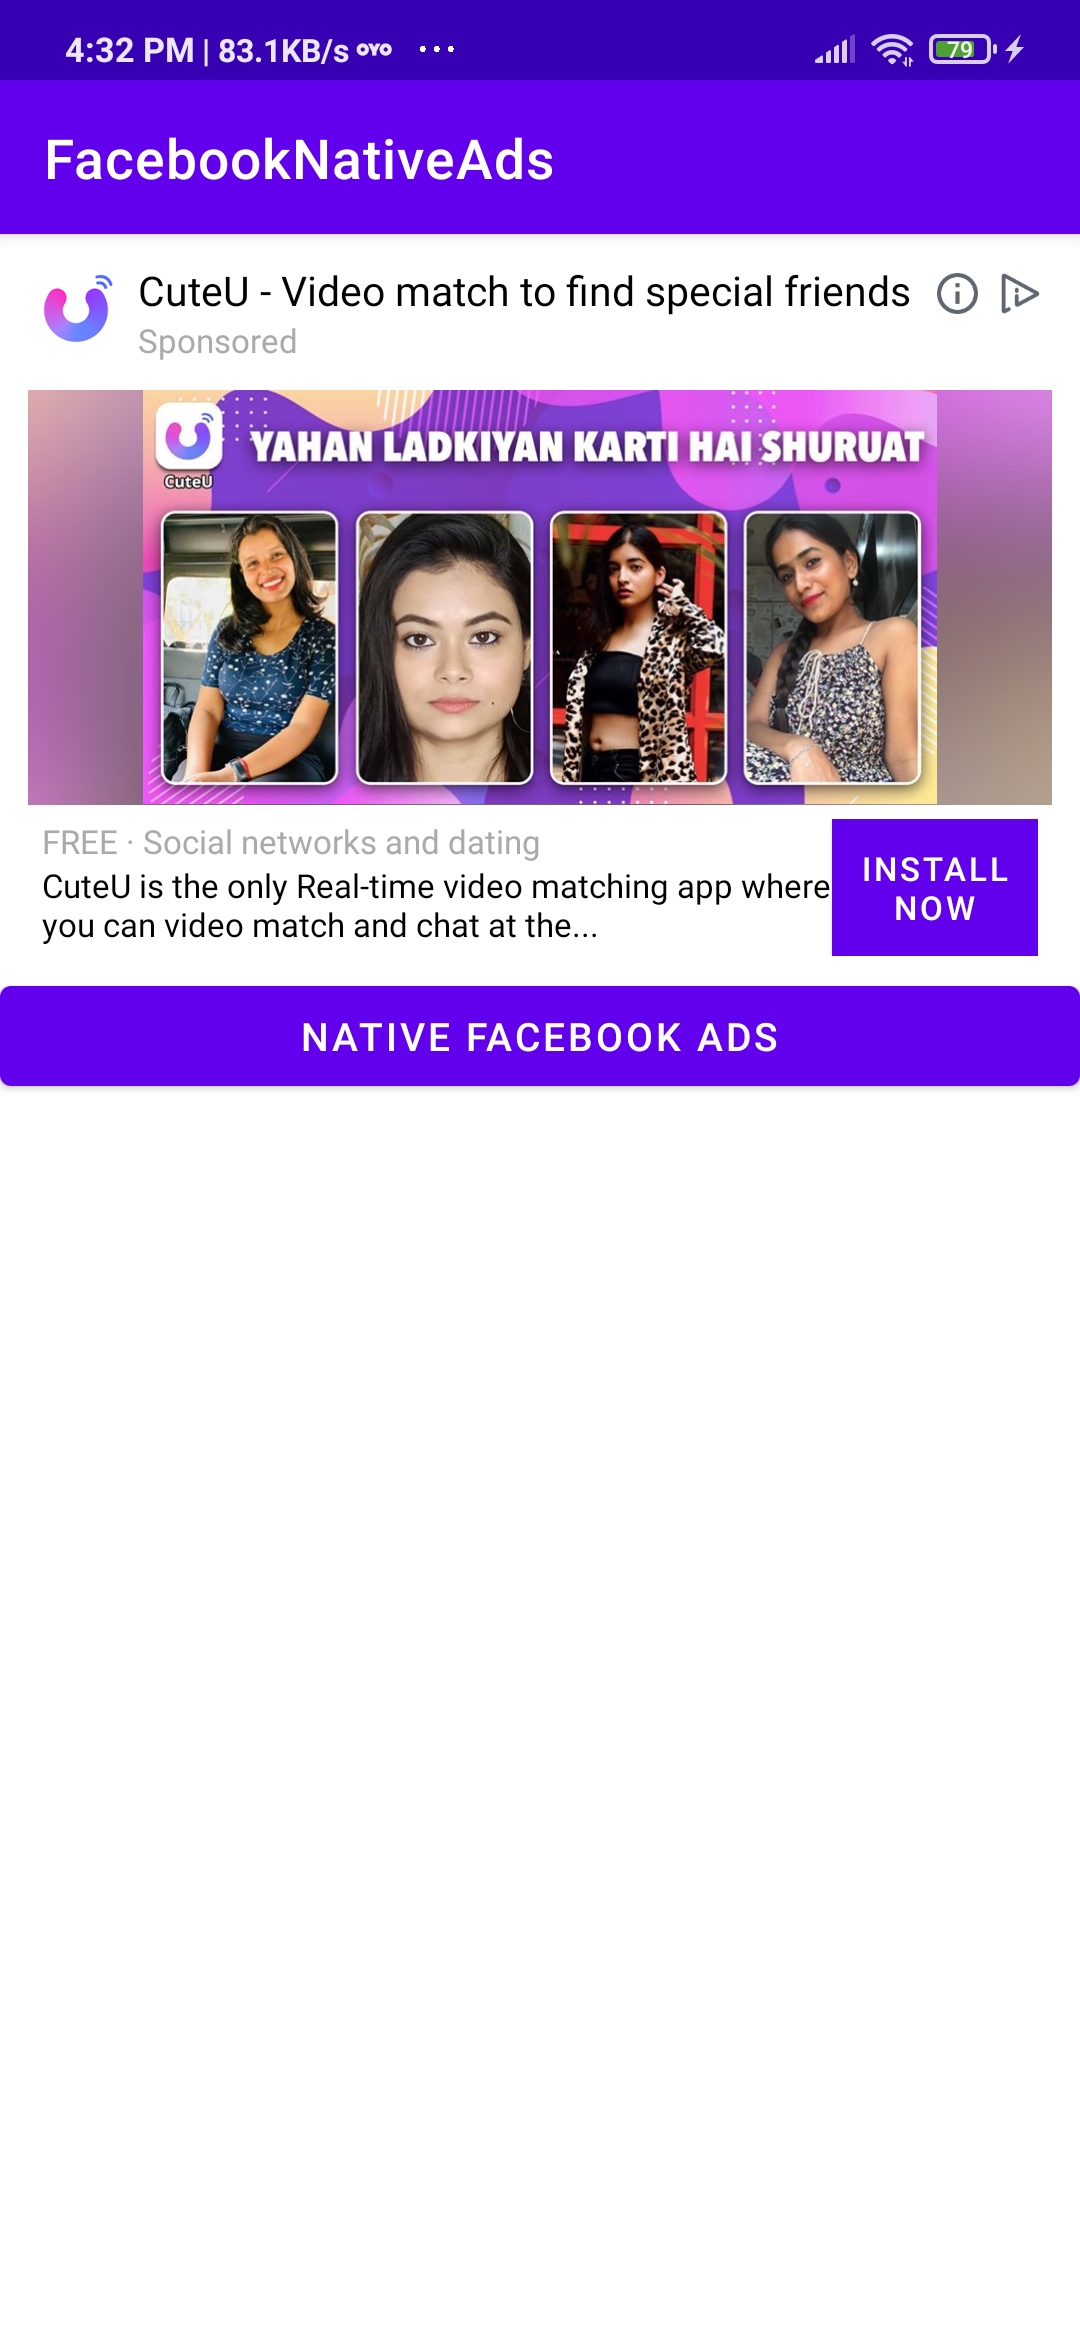 4:32 PM | 83.1KB/s OYO ...
79
FacebookNativeAds
CuteU - Video match to find special friends
Sponsored
YAHAN LADKIYAN KARTI HAI SHURUAT
CuteU
FREE · Social networks and dating
CuteU is the only Real-time video matching app where
you can video match and chat at the...
INSTALL
NOW
NATIVE FACEBOOK ADS